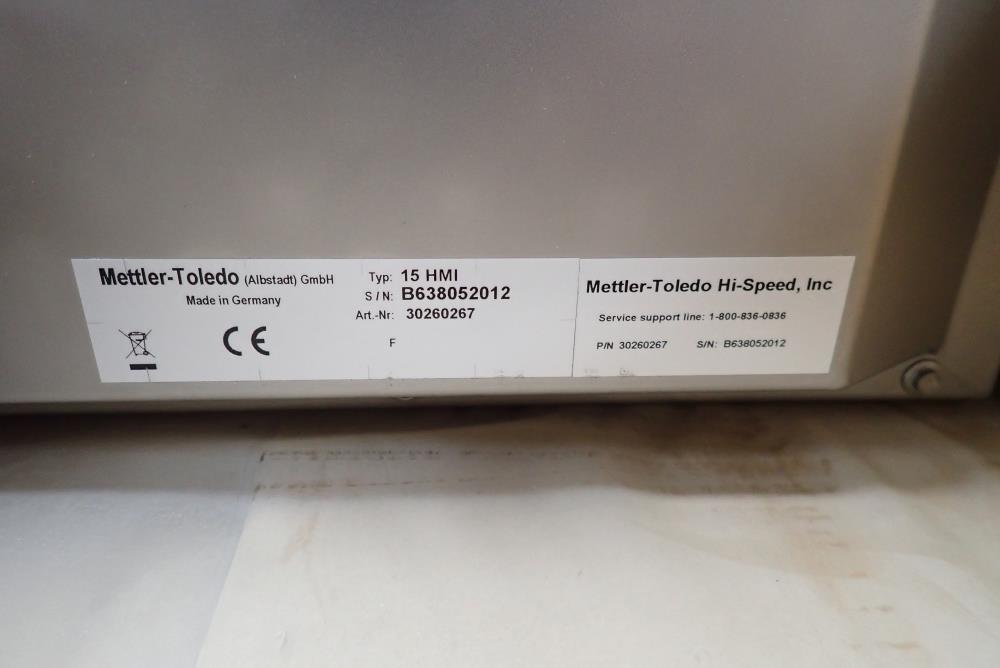 Mettler-Toledo (Albstadt) GmbH
Made in Germany
CE
Typ: 15 HMI
S/N: B638052012
Art.-Nr: 30260267
F
Mettler-Toledo Hi-Speed, Inc
Service support line: 1-800-836-0836
P/N 30260267 S/N: B638052012